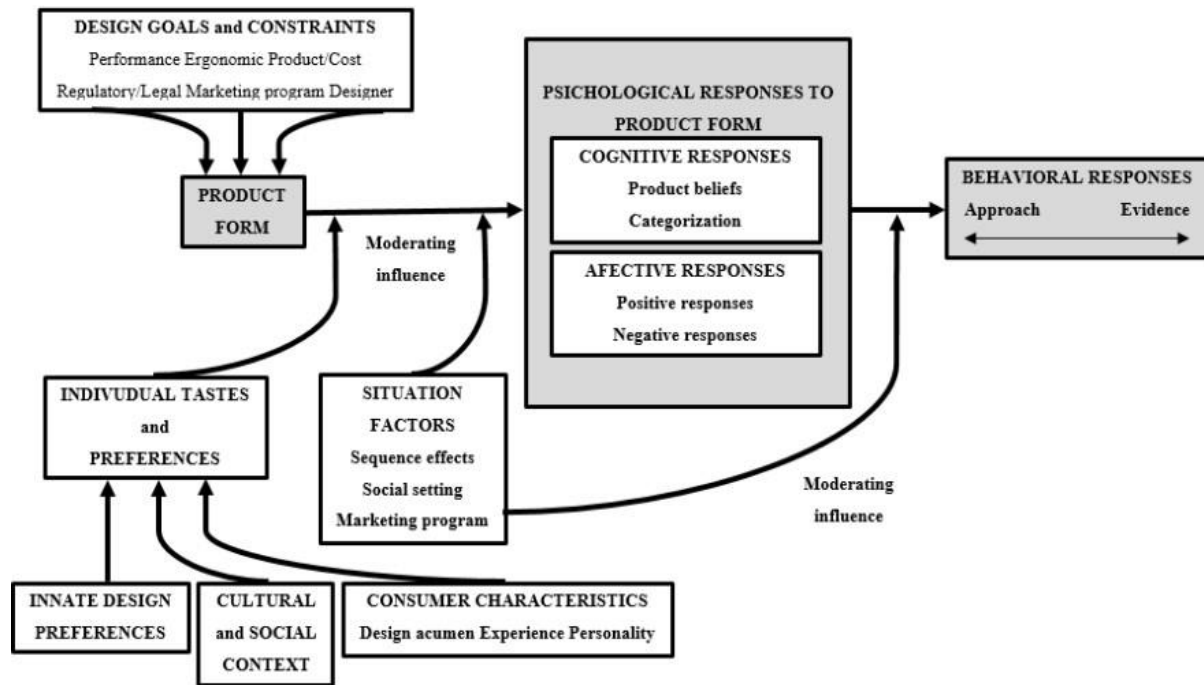 DESIGN GOALS and CONSTRAINTS
Performance Ergonomic Product/Cost
Regulatory/Legal Marketing program Designer
PRODUCT
FORM
Moderating
influence
PSICHOLOGICAL RESPONSES TO
PRODUCT FORM
COGNITIVE RESPONSES
Product beliefs
Categorization
AFECTIVE RESPONSES
Positive responses
Negative responses
BEHAVIORAL RESPONSES
Approach Evidence
INDIVUDUAL TASTES
and
PREFERENCES
SITUATION
FACTORS
Sequence effects
Social setting
Marketing program
Moderating
influence
INNATE DESIGN
PREFERENCES
CULTURAL
and SOCIAL
CONTEXT
CONSUMER CHARACTERISTICS
Design acumen Experience Personality